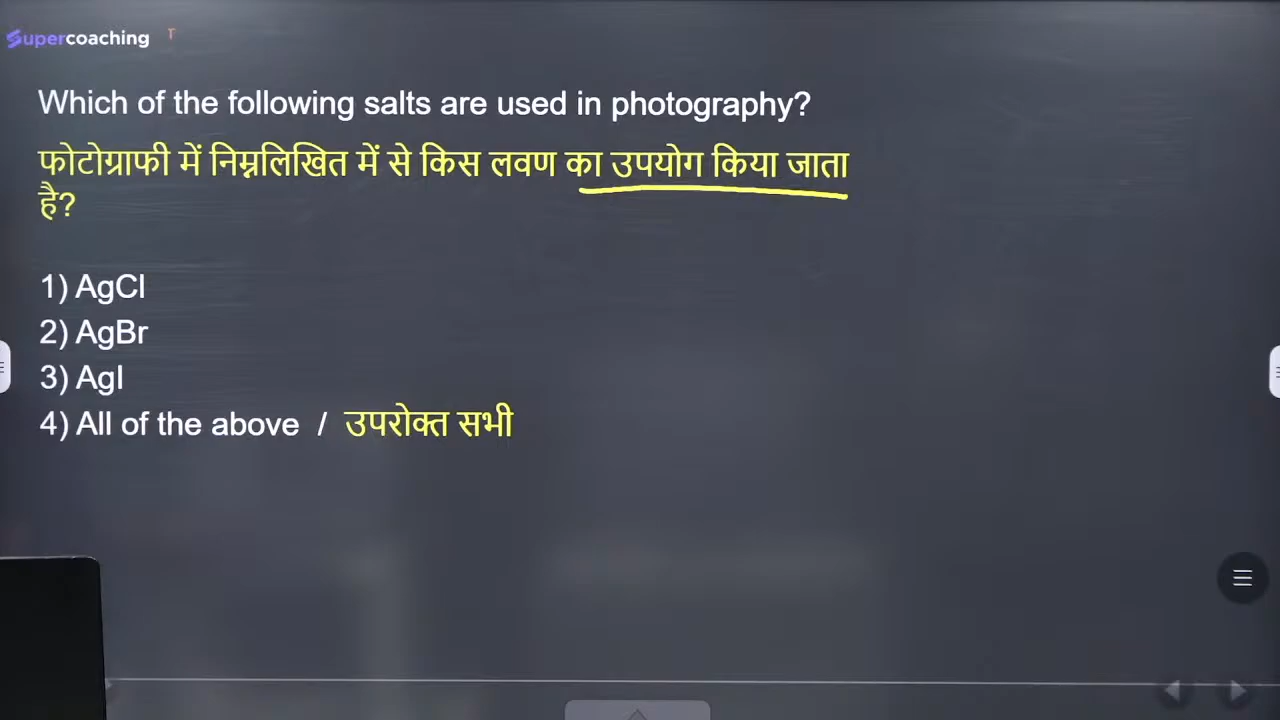 Supercoaching
Which of the following salts are used in photography?
फोटोग्राफी में निम्नलिखित में से किस लवण का उपयोग किया जाता
है?
1) AgCl
2) AgBr
3) AgI
4) All of the above / उपरोक्त सभी